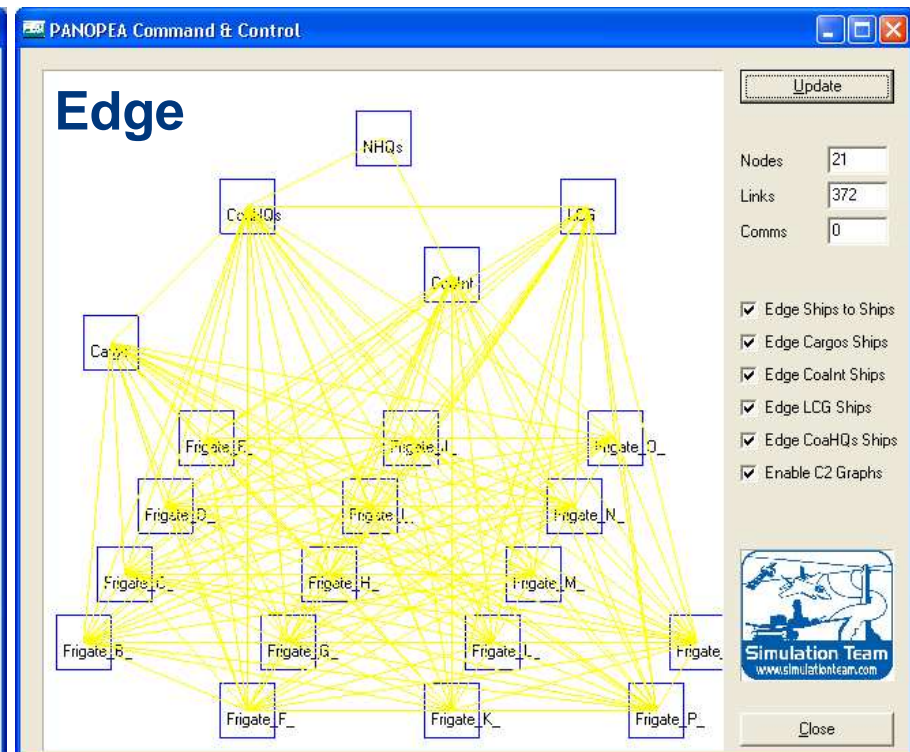 PANOPEA Command & Control
Edge
NHQs
CoaHQs
LCG
CoaInt
Cargo
Frigate_E_
Frigate_J_
Frigate_O_
Frigate_D_
Frigate_I_
Frigate_N_
Frigate_C_
Frigate_H_
Frigate_M_
Frigate_B_
Frigate_G_
Frigate_L_
Frigate_
Frigate_F_
Frigate_K_
Frigate_P_
Update
Nodes 21
Links 372
Comms 0
Edge Ships to Ships
Edge Cargos Ships
Edge CoaInt Ships
Edge LCG Ships
Edge CoaHQs Ships
Enable C2 Graphs
Simulation Team
www.simulationteam.com
Close